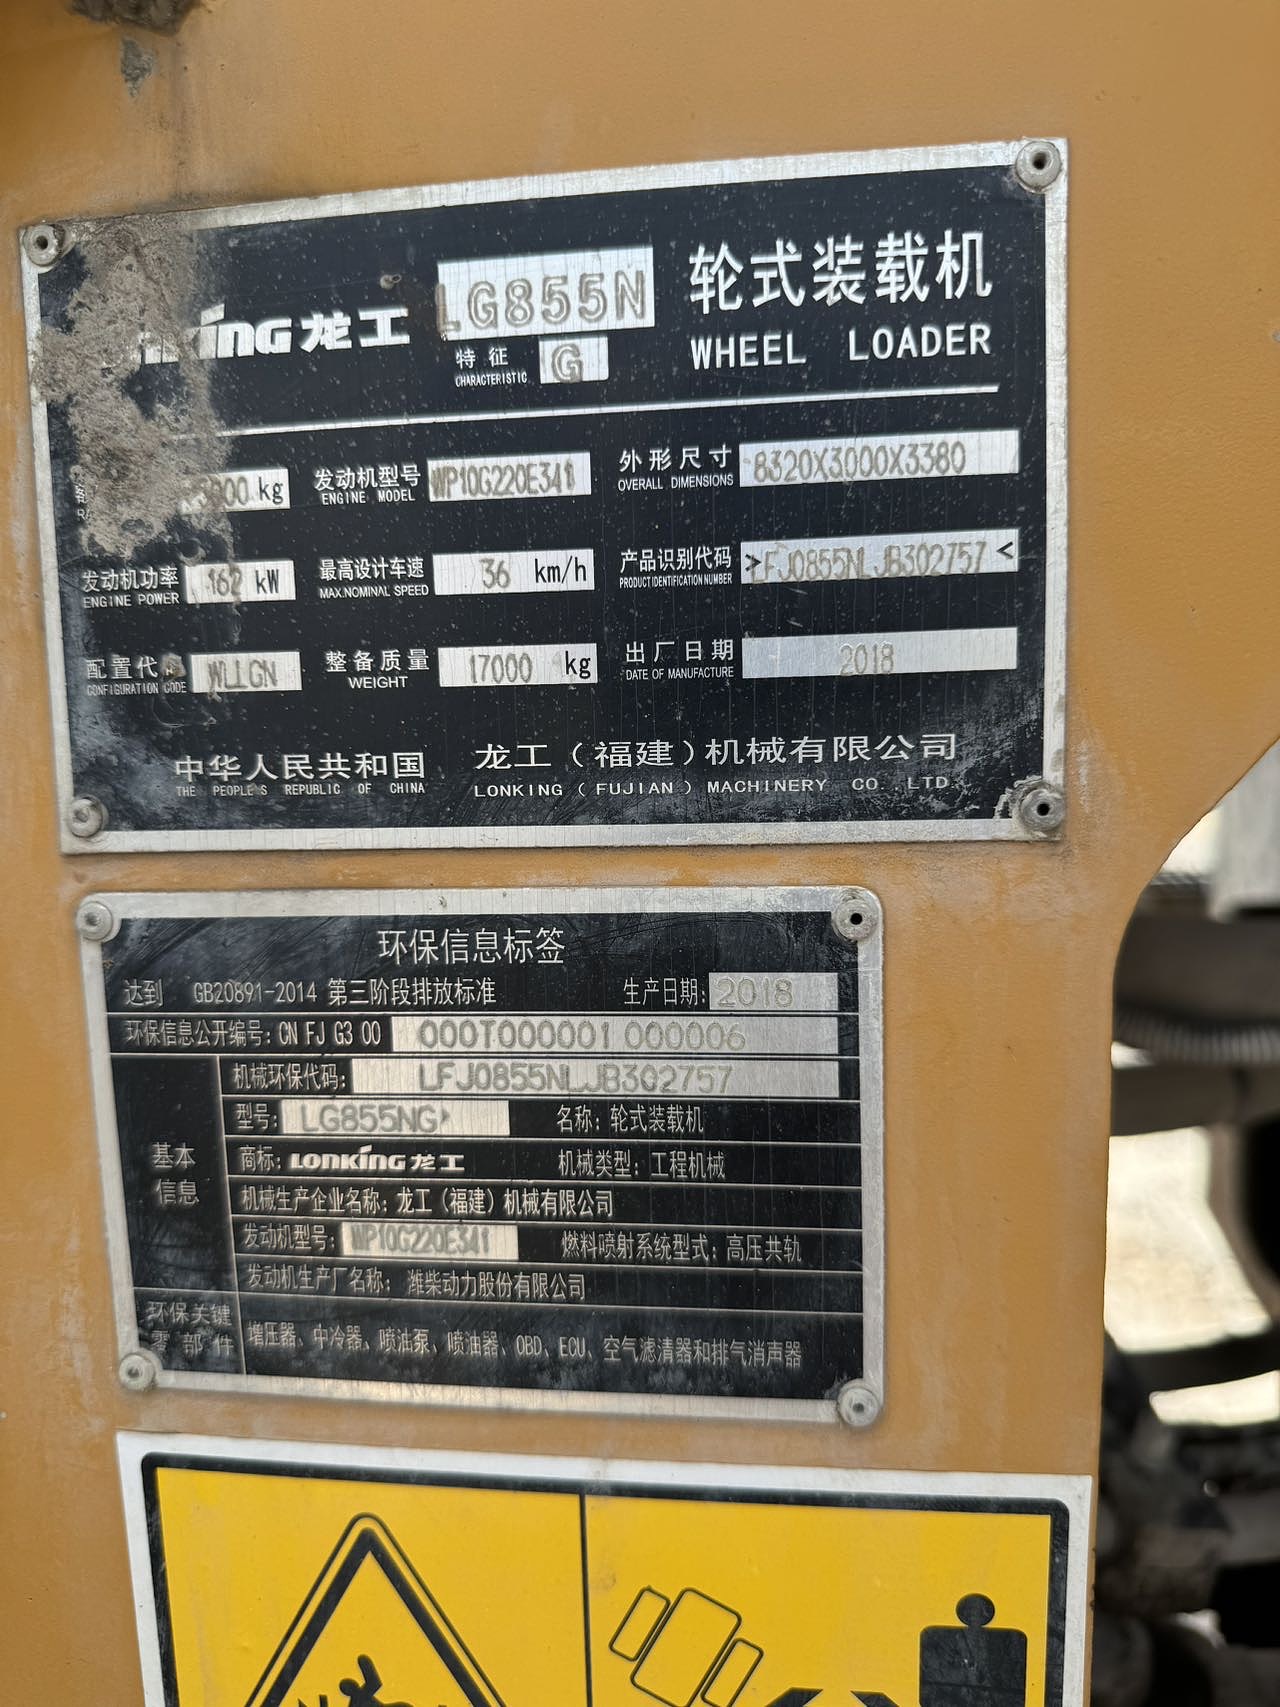 LONKING 龙工 LG855N 轮式装载机
特征 G
CHARACTERISTIC
WHEEL LOADER
kg
发动机型号 WP10G220E341
ENGINE MODEL
外形尺寸 8320X3000X3380
OVERALL DIMENSIONS
发动机功率 162 kW
ENGINE POWER
最高设计车速 36 km/h
MAX.NOMINAL SPEED
产品识别代码 >LFJ0855NLJB302757<
PRODUCT IDENTIFICATION NUMBER
配置代 WLLGN
CONFIGURATION CODE
整备质量 17000 kg
WEIGHT
出厂日期 2018
DATE OF MANUFACTURE
中华人民共和国
THE PEOPLE'S REPUBLIC OF CHINA
龙工（福建）机械有限公司
LONKING ( FUJIAN ) MACHINERY CO.,LTD.
环保信息标签
达到 GB20891-2014 第三阶段排放标准 生产日期: 2018
环保信息公开编号: CN FJ G3 00 000T000001 000006
机械环保代码: LFJ0855NLJB302757
型号: LG855NG 名称: 轮式装载机
基本信息
商标: LONKING 龙工 机械类型: 工程机械
机械生产企业名称: 龙工（福建）机械有限公司
发动机型号: WP10G220E341 燃料喷射系统型式: 高压共轨
发动机生产厂名称: 潍柴动力股份有限公司
环保关键零部件
增压器、中冷器、喷油泵、喷油器、OBD、ECU、空气滤清器和排气消声器